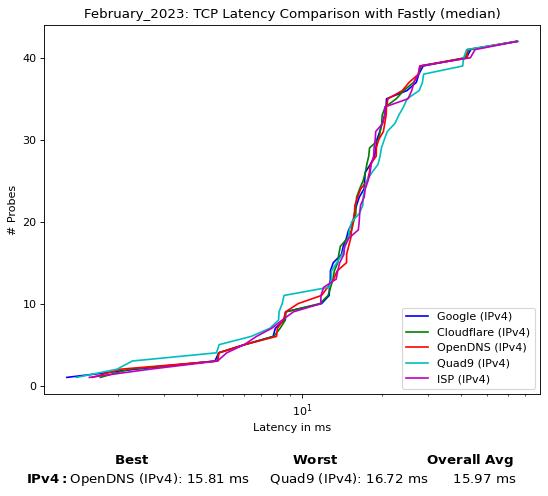 February_2023: TCP Latency Comparison with Fastly (median)
40
30
20
10
0
# Probes
Google (IPv4)
Cloudflare (IPv4)
OpenDNS (IPv4)
Quad9 (IPv4)
ISP (IPv4)
10^1
Latency in ms
Best Worst Overall Avg
IPv4: OpenDNS (IPv4): 15.81 ms Quad9 (IPv4): 16.72 ms 15.97 ms